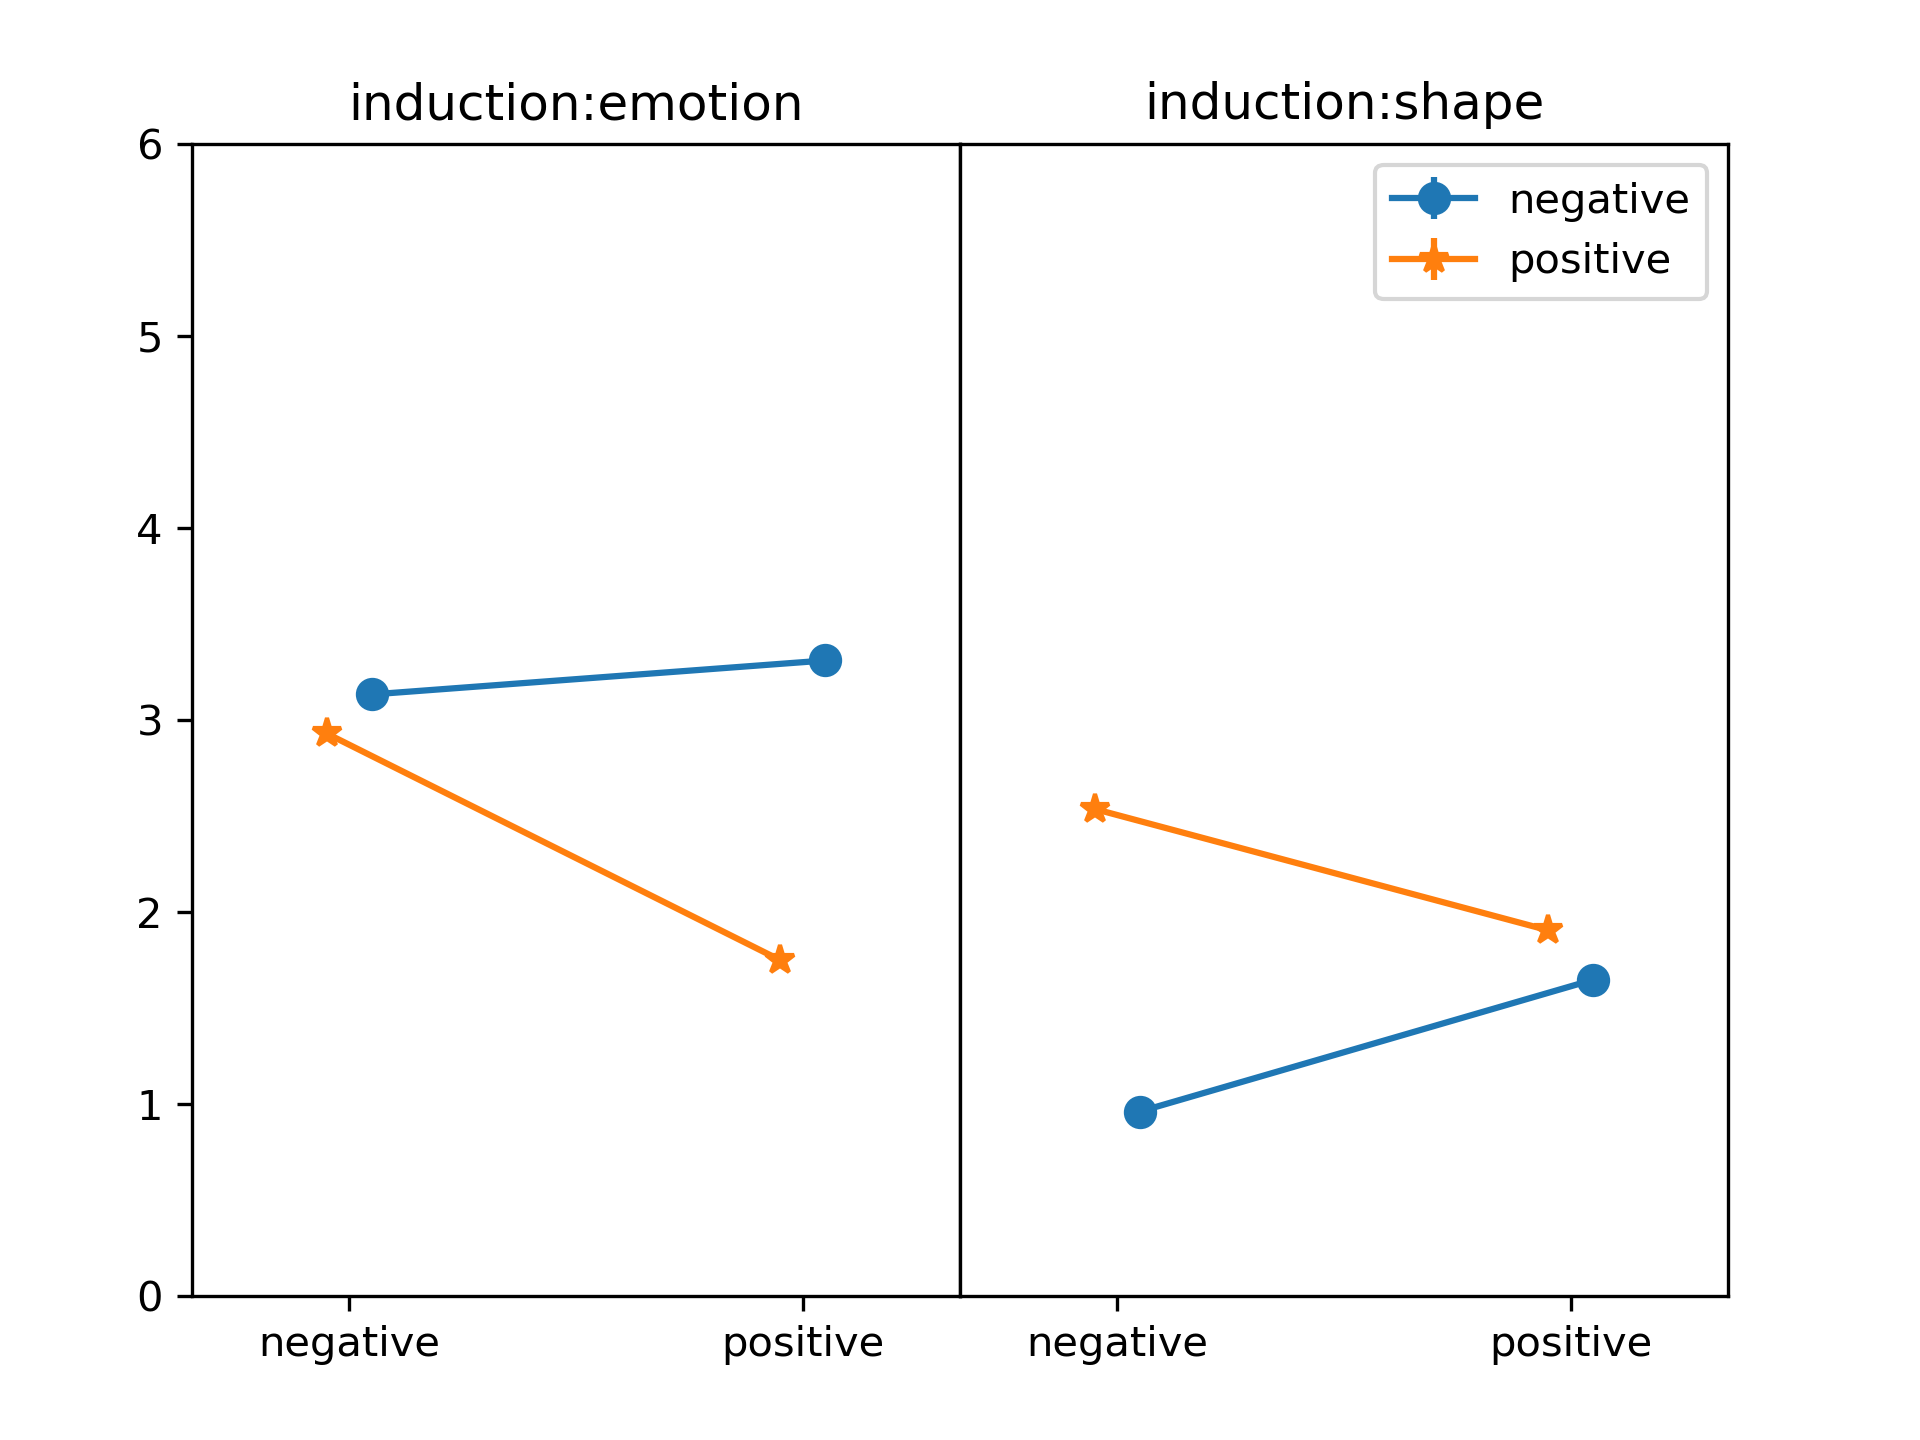 induction:emotion
induction:shape
6
5
4
3
2
1
0
negative
positive
negative
positive
negative
positive